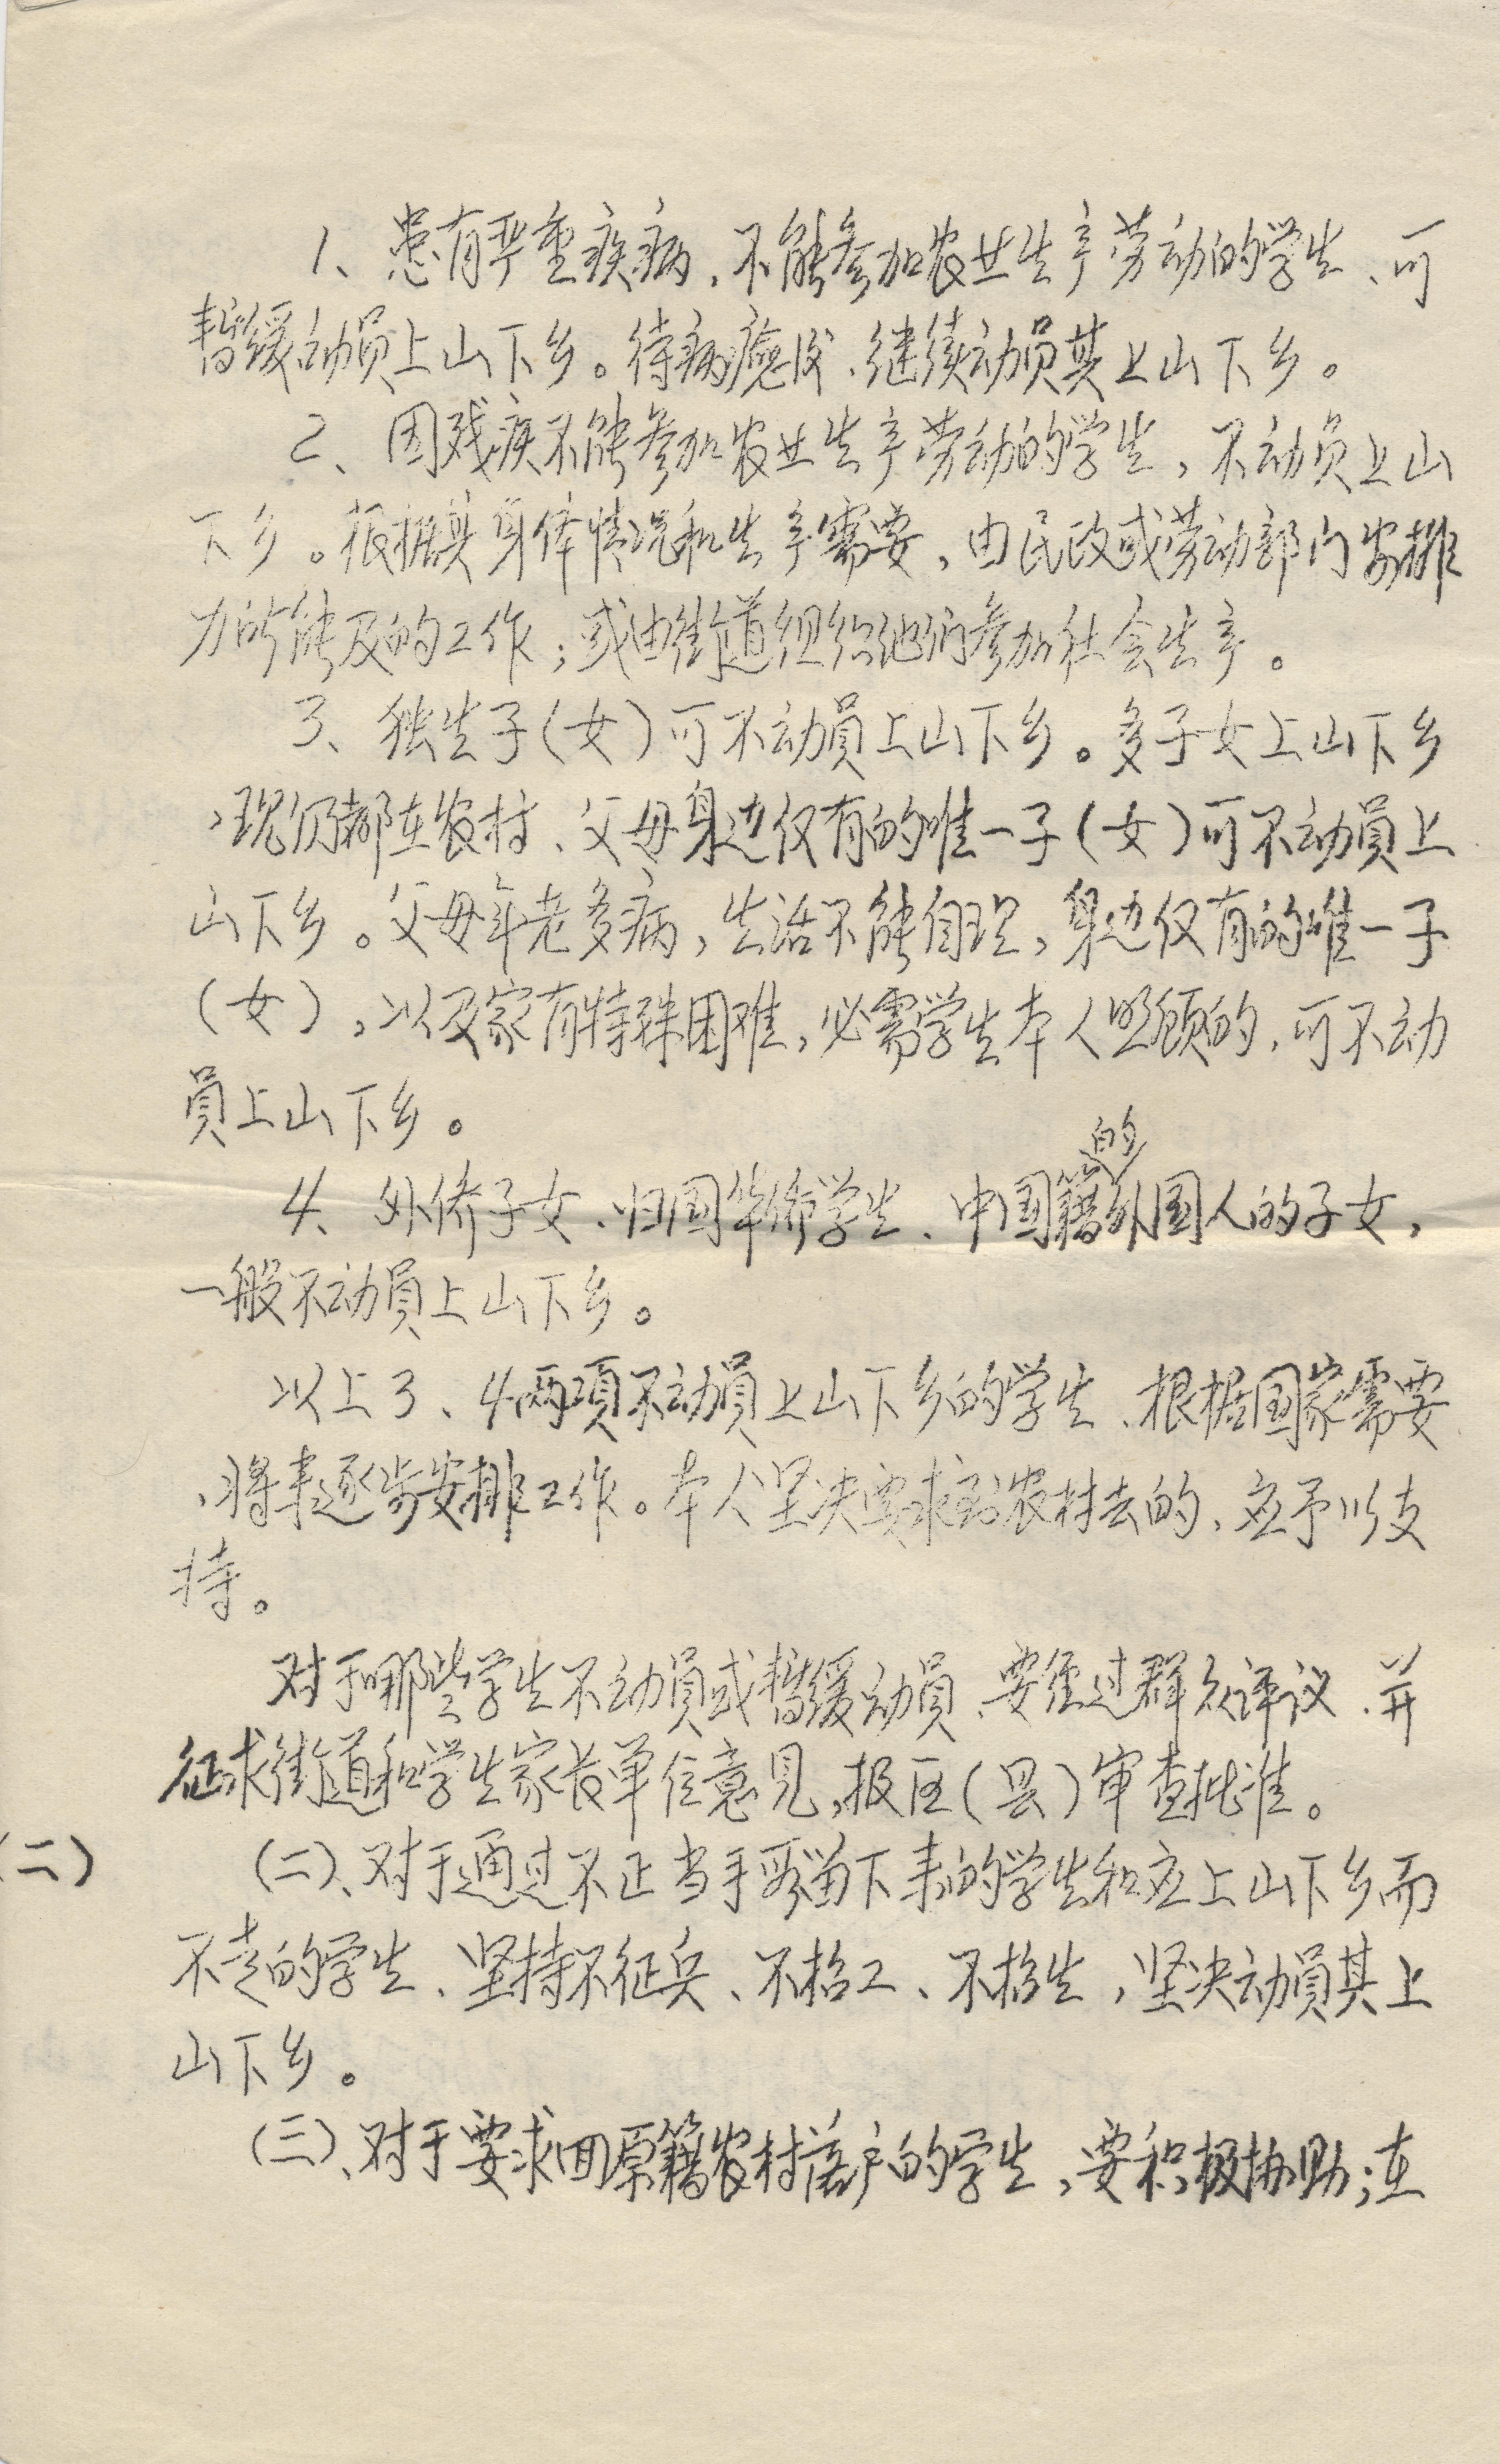 1、患有严重疾病，不能参加农业生产劳动的学生、可
暂缓动员上山下乡。待病癒后、继续动员其上山下乡。
2、因残疾不能参加农业生产劳动的学生，不动员上山
下乡。根据其身体情况和生产需要，由民政或劳动部门安排
力所能及的工作；或由街道组织他们参加社会生产。
3、独生子（女）可不动员上山下乡。多子女上山下乡
，现仍都在农村、父母身边仅有的唯一子（女）可不动员上
山下乡。父母年老多病，生活不能自理，身边仅有的唯一子
（女），以及家有特殊困难，必需学生本人照顾的，可不动
員上山下乡。
4、外侨子女、归国华侨学生、中国籍的外国人的子女，
一般不动員上山下乡。
以上3、4两项不动員上山下乡的学生、根据国家需要
、将来逐步安排工作。本人坚决要求到农村去的、应予以支
持。
对于哪些学生不动員或暂缓动員、要经过群众评议、并
征求街道和学生家长单位意见，报区（县）审查批准。
（二） （二）、对于通过不正当手段留下来的学生和应上山下乡而
不走的学生、坚持不征兵、不招工、不招生，坚决动員其上
山下乡。
（三）、对于要求回原籍农村落户的学生，要积极协助；在